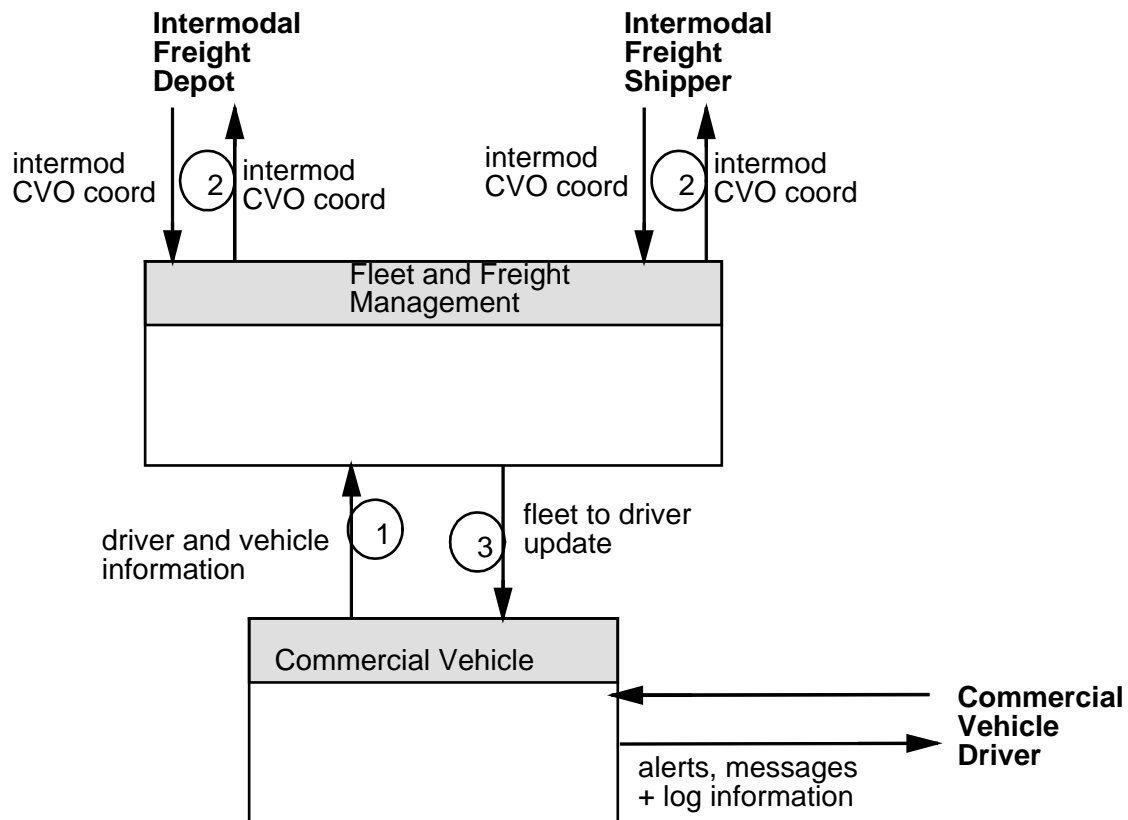 Intermodal
Freight
Depot
Intermodal
Freight
Shipper
intermod
CVO coord
2
intermod
CVO coord
intermod
CVO coord
2
intermod
CVO coord
Fleet and Freight
Management
driver and vehicle
information
1
3
fleet to driver
update
Commercial Vehicle
Commercial
Vehicle
Driver
alerts, messages
+ log information